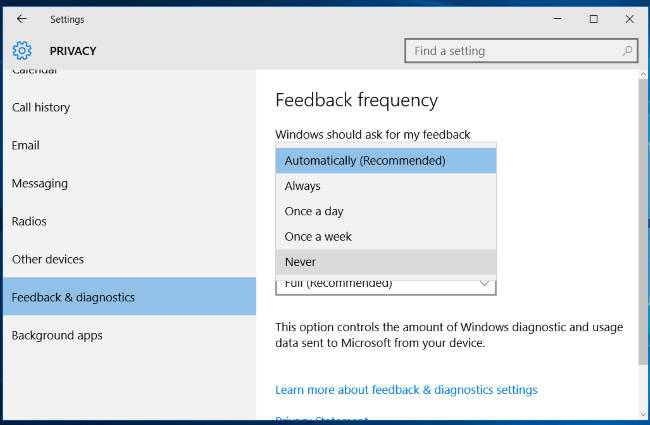 Settings
PRIVACY
Find a setting
Calendar
Call history
Email
Messaging
Radios
Other devices
Feedback & diagnostics
Background apps
Feedback frequency
Windows should ask for my feedback
Automatically (Recommended)
Always
Once a day
Once a week
Never
Full (Recommended)
This option controls the amount of Windows diagnostic and usage
data sent to Microsoft from your device.
Learn more about feedback & diagnostics settings
Privacy Statement